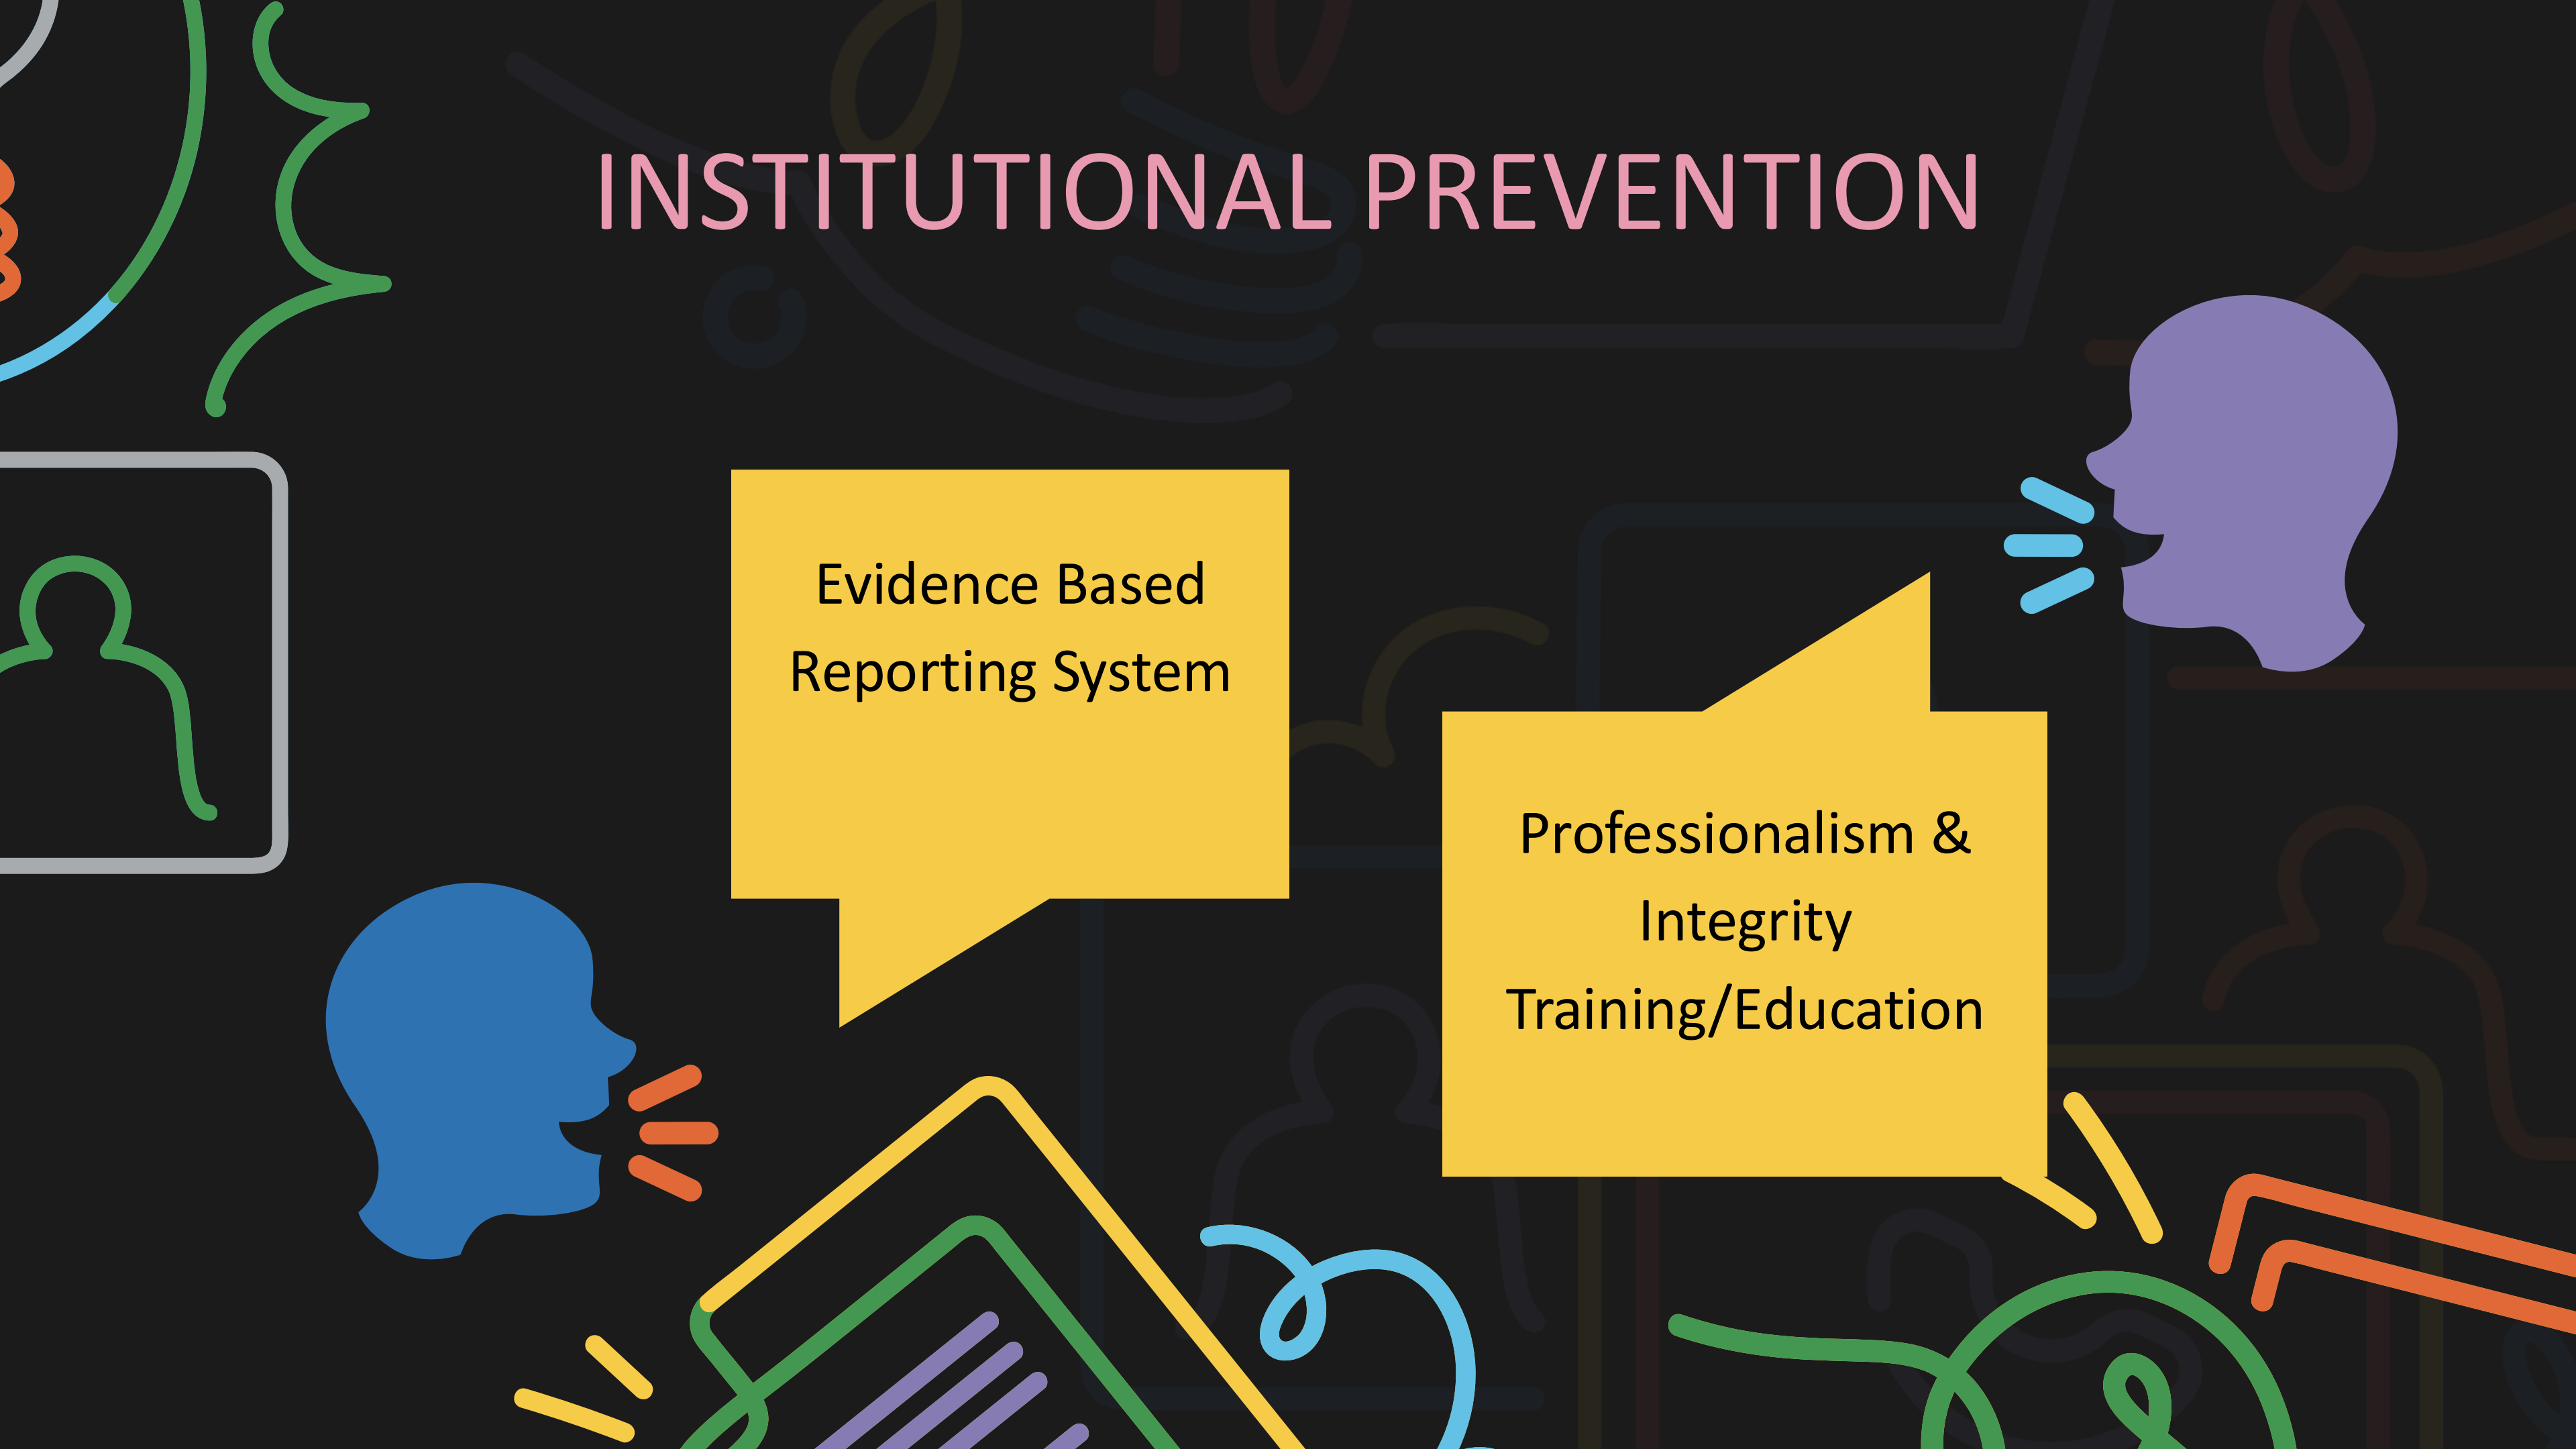 INSTITUTIONAL PREVENTION
Evidence Based
Reporting System
Professionalism &
Integrity
Training/Education